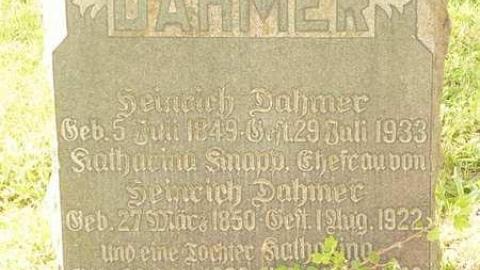 DAHMER
Heinrich Dahmer
Geb. 5 Juli 1849 - Gest. 29 Juli 1933
Katharina Knapp. Ehefrau von
Heinrich Dahmer
Geb. 27 März 1850 - Gest. 1 Aug. 1922
und eine Tochter Katharina